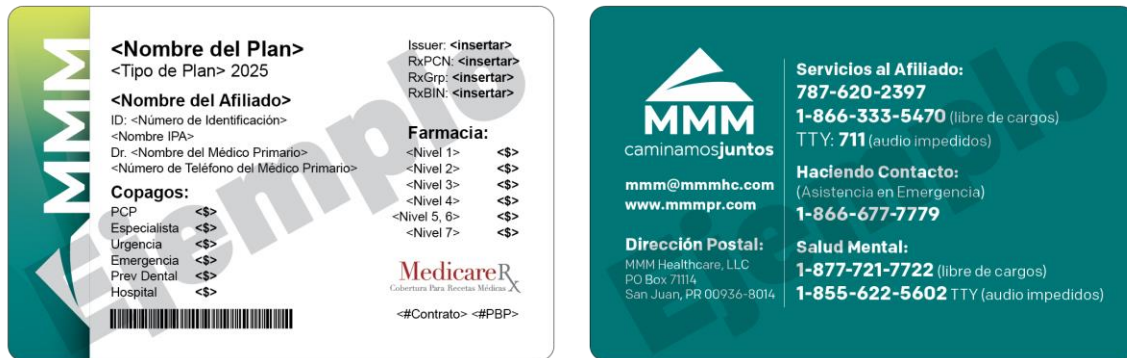 MMM
<Nombre del Plan>
<Tipo de Plan> 2025
<Nombre del Afiliado>
ID: <Número de Identificación>
<Nombre IPA>
Dr. <Nombre del Médico Primario>
<Número de Teléfono del Médico Primario>
Copagos:
PCP <$>
Especialista <$>
Urgencia <$>
Emergencia <$>
Prev Dental <$>
Hospital <$>
Issuer: <insertar>
RxPCN: <insertar>
RxGrp: <insertar>
RxBIN: <insertar>
Farmacia:
<Nivel 1> <$>
<Nivel 2> <$>
<Nivel 3> <$>
<Nivel 4> <$>
<Nivel 5, 6> <$>
<Nivel 7> <$>
MedicareRx
Cobertura Para Recetas Médicas
<#Contrato> <#PBP>
Ejemplo
MMM
caminamosjuntos
mmm@mmmhc.com
www.mmmpr.com
Dirección Postal:
MMM Healthcare, LLC
PO Box 71114
San Juan, PR 00936-8014
Servicios al Afiliado:
787-620-2397
1-866-333-5470 (libre de cargos)
TTY: 711 (audio impedidos)
Haciendo Contacto:
(Asistencia en Emergencia)
1-866-677-7779
Salud Mental:
1-877-721-7722 (libre de cargos)
1-855-622-5602 TTY (audio impedidos)
Ejemplo